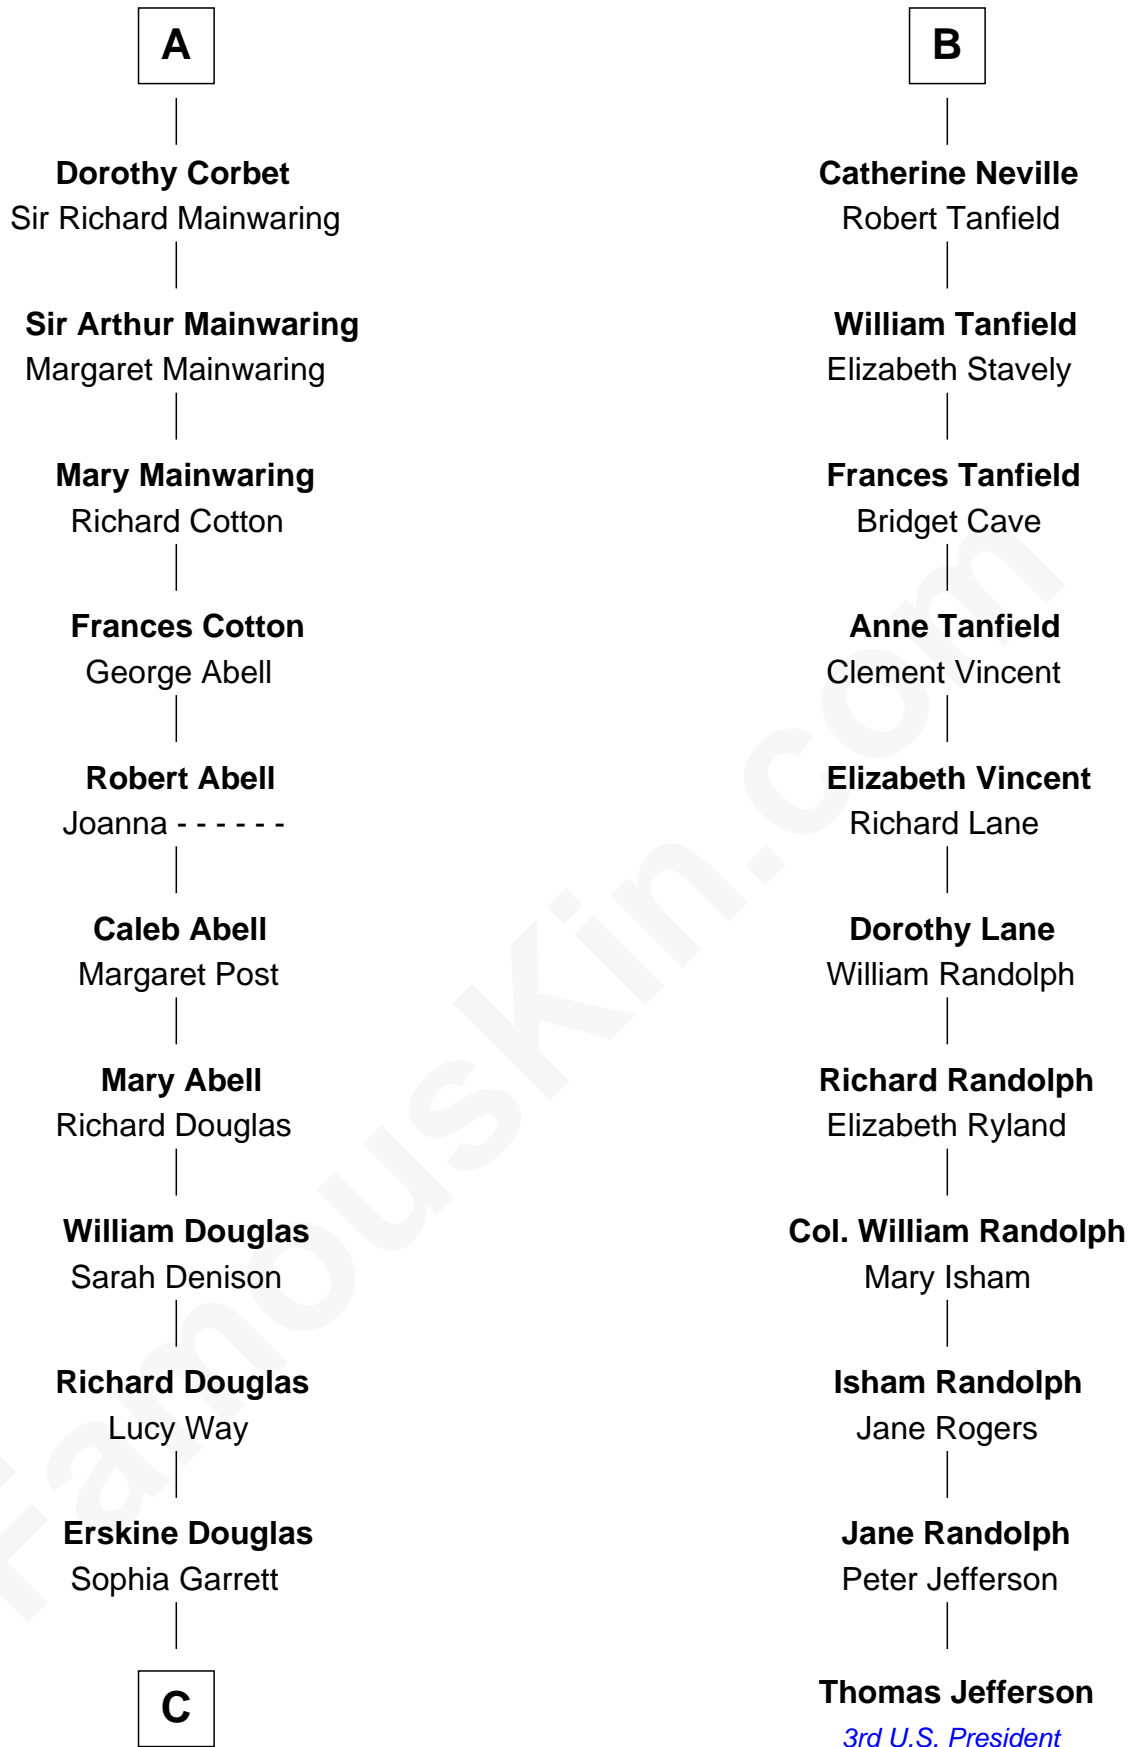 A
Dorothy Corbet
Sir Richard Mainwaring
Sir Arthur Mainwaring
Margaret Mainwaring
Mary Mainwaring
Richard Cotton
Frances Cotton
George Abell
Robert Abell
Joanna - - - - - -
Caleb Abell
Margaret Post
Mary Abell
Richard Douglas
William Douglas
Sarah Denison
Richard Douglas
Lucy Way
Erskine Douglas
Sophia Garrett
C
B
Catherine Neville
Robert Tanfield
William Tanfield
Elizabeth Stavely
Frances Tanfield
Bridget Cave
Anne Tanfield
Clement Vincent
Elizabeth Vincent
Richard Lane
Dorothy Lane
William Randolph
Richard Randolph
Elizabeth Ryland
Col. William Randolph
Mary Isham
Isham Randolph
Jane Rogers
Jane Randolph
Peter Jefferson
Thomas Jefferson
3rd U.S. President
FamousKin.com